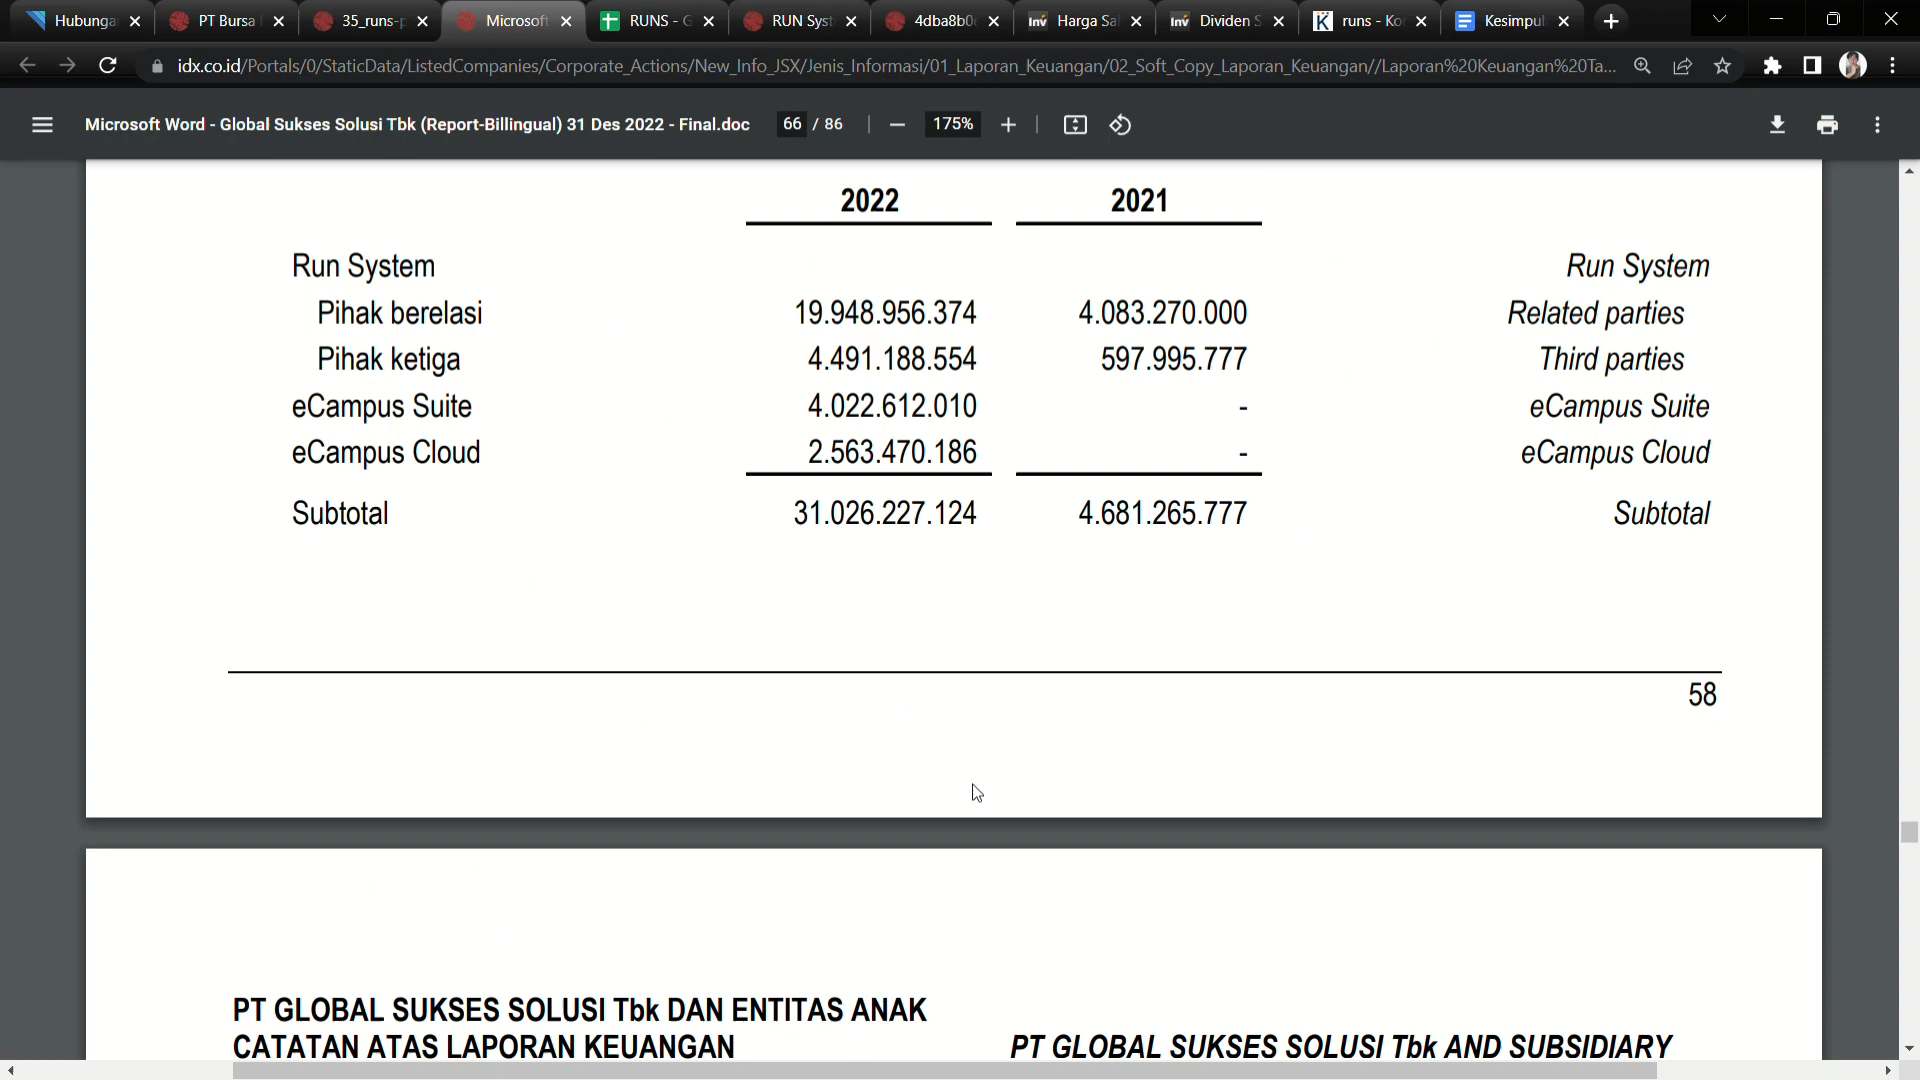 Hubunga
PT Bursa
35_runs-p
Microsoft
RUNS - G
RUN Syst
4dba8b0
Inv Harga Sa
Inv Dividen S
K runs - Ko
Kesimpul
idx.co.id/Portals/0/StaticData/ListedCompanies/Corporate_Actions/New_Info_JSX/Jenis_Informasi/01_Laporan_Keuangan/02_Soft_Copy_Laporan_Keuangan//Laporan%20Keuangan%20Ta...
Microsoft Word - Global Sukses Solusi Tbk (Report-Billingual) 31 Des 2022 - Final.doc 66 / 86 175%
2022 2021
Run System Run System
Pihak berelasi 19.948.956.374 4.083.270.000 Related parties
Pihak ketiga 4.491.188.554 597.995.777 Third parties
eCampus Suite 4.022.612.010 - eCampus Suite
eCampus Cloud 2.563.470.186 - eCampus Cloud
Subtotal 31.026.227.124 4.681.265.777 Subtotal
58
PT GLOBAL SUKSES SOLUSI Tbk DAN ENTITAS ANAK
CATATAN ATAS LAPORAN KEUANGAN PT GLOBAL SUKSES SOLUSI Tbk AND SUBSIDIARY